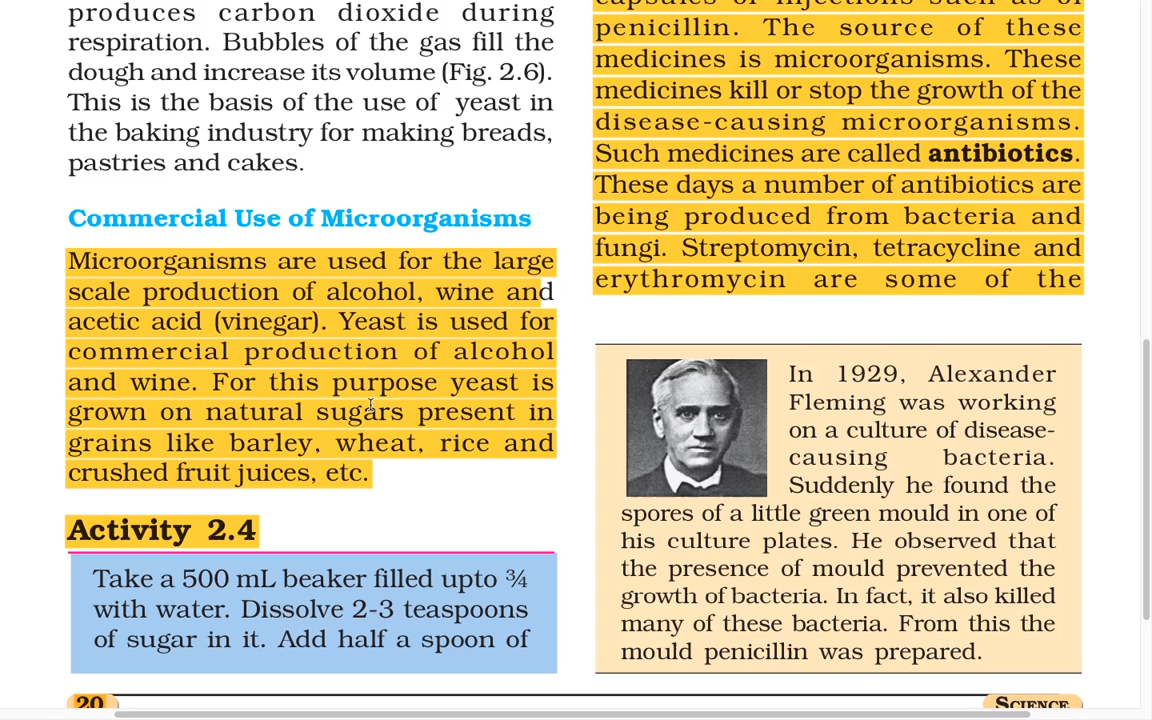 produces carbon dioxide during
respiration. Bubbles of the gas fill the
dough and increase its volume (Fig. 2.6).
This is the basis of the use of yeast in
the baking industry for making breads,
pastries and cakes.
Commercial Use of Microorganisms
Microorganisms are used for the large
scale production of alcohol, wine and
acetic acid (vinegar). Yeast is used for
commercial production of alcohol
and wine. For this purpose yeast is
grown on natural sugars present in
grains like barley, wheat, rice and
crushed fruit juices, etc.
Activity 2.4
Take a 500 mL beaker filled upto ¾
with water. Dissolve 2-3 teaspoons
of sugar in it. Add half a spoon of
capsules or injections such as of
penicillin. The source of these
medicines is microorganisms. These
medicines kill or stop the growth of the
disease-causing microorganisms.
Such medicines are called antibiotics.
These days a number of antibiotics are
being produced from bacteria and
fungi. Streptomycin, tetracycline and
erythromycin are some of the
In 1929, Alexander
Fleming was working
on a culture of disease-
causing bacteria.
Suddenly he found the
spores of a little green mould in one of
his culture plates. He observed that
the presence of mould prevented the
growth of bacteria. In fact, it also killed
many of these bacteria. From this the
mould penicillin was prepared.
20
SCIENCE